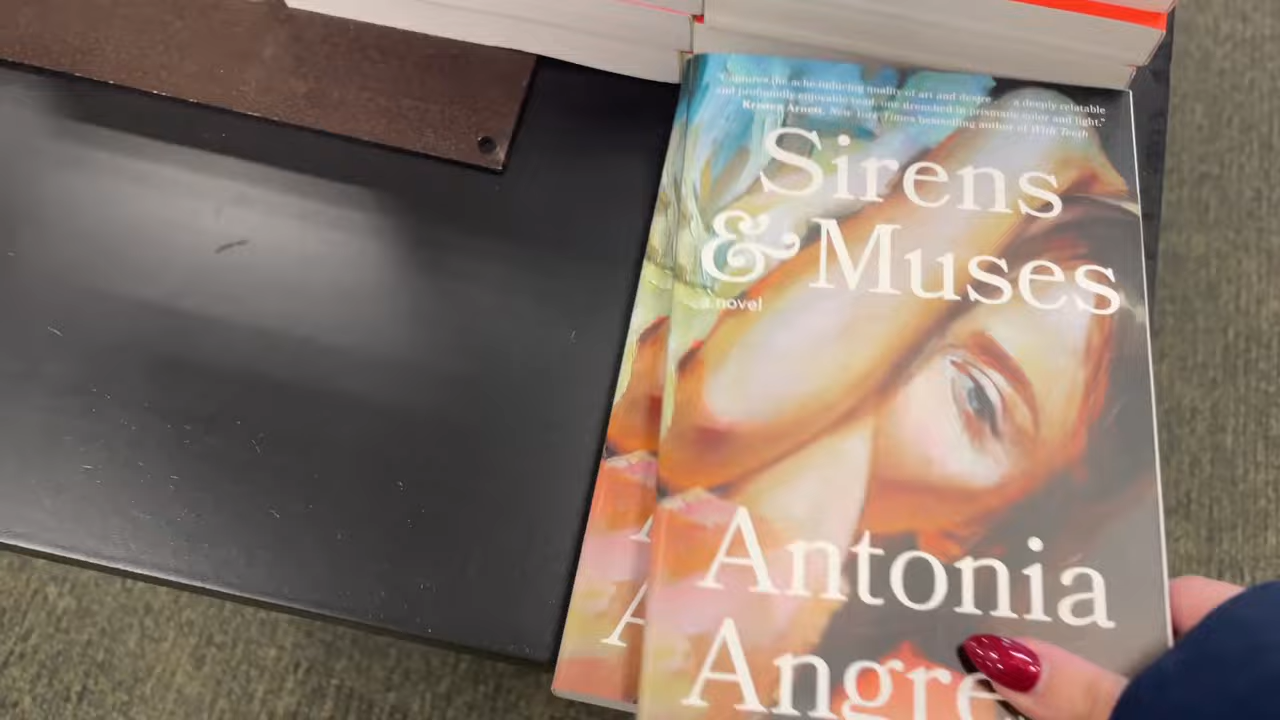 "Captures the ache-inducing quality of art and desire . . . a deeply relatable
and profoundly enjoyable read, one drenched in prismatic color and light."
Kristen Arnett, New York Times bestselling author of With Teeth
Sirens
& Muses
a novel
Antonia
Angre
A
A